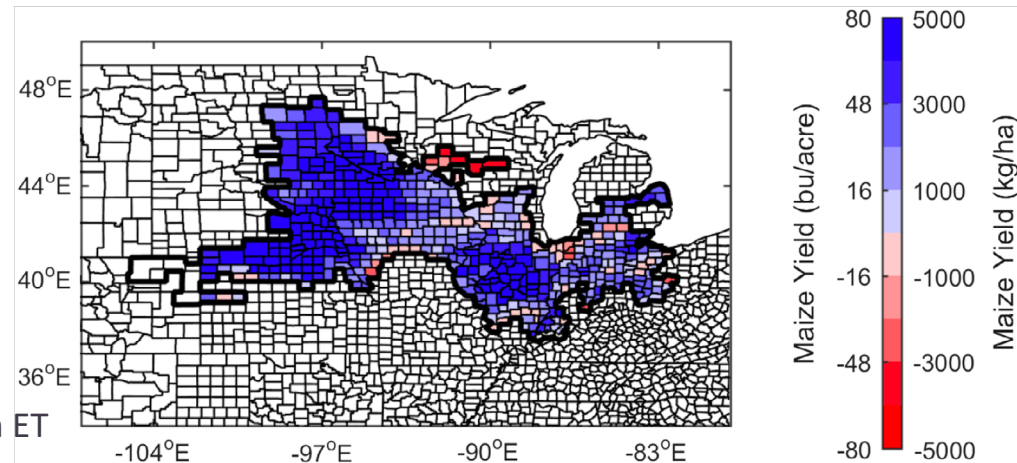 48°E
44°E
40°E
36°E
-104°E
-97°E
-90°E
-83°E
ET
80
48
16
-16
-48
-80
Maize Yield (bu/acre)
5000
3000
1000
-1000
-3000
-5000
Maize Yield (kg/ha)